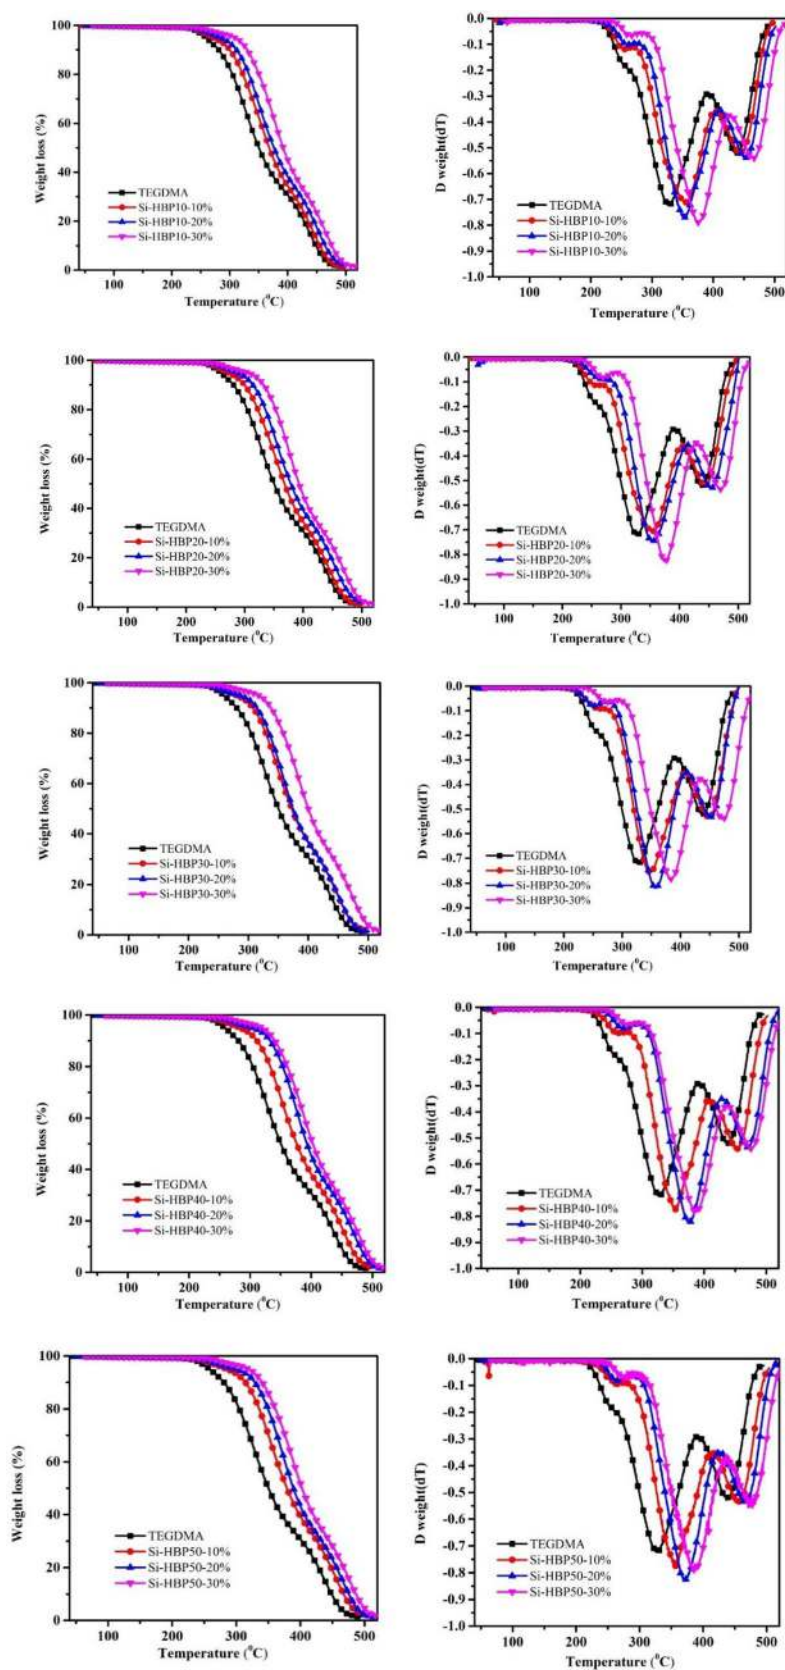 100
80
60
40
20
0
Weight loss (%)
TEGDMA
Si-HBP10-10%
Si-HBP10-20%
Si-HBP10-30%
100 200 300 400 500
Temperature (⁰C)
0.0
-0.1
-0.2
-0.3
-0.4
-0.5
-0.6
-0.7
-0.8
-0.9
-1.0
D weight(dT)
TEGDMA
Si-HBP10-10%
Si-HBP10-20%
Si-HBP10-30%
100 200 300 400 500
Temperature (⁰C)
100
80
60
40
20
0
Weight loss (%)
TEGDMA
Si-HBP20-10%
Si-HBP20-20%
Si-HBP20-30%
100 200 300 400 500
Temperature (⁰C)
0.0
-0.1
-0.2
-0.3
-0.4
-0.5
-0.6
-0.7
-0.8
-0.9
-1.0
D weight(dT)
TEGDMA
Si-HBP20-10%
Si-HBP20-20%
Si-HBP20-30%
100 200 300 400 500
Temperature (⁰C)
100
80
60
40
20
0
Weight loss (%)
TEGDMA
Si-HBP30-10%
Si-HBP30-20%
Si-HBP30-30%
100 200 300 400 500
Temperature (⁰C)
0.0
-0.1
-0.2
-0.3
-0.4
-0.5
-0.6
-0.7
-0.8
-0.9
-1.0
D weight(dT)
TEGDMA
Si-HBP30-10%
Si-HBP30-20%
Si-HBP30-30%
100 200 300 400 500
Temperature (⁰C)
100
80
60
40
20
0
Weight loss (%)
TEGDMA
Si-HBP40-10%
Si-HBP40-20%
Si-HBP40-30%
100 200 300 400 500
Temperature (⁰C)
0.0
-0.1
-0.2
-0.3
-0.4
-0.5
-0.6
-0.7
-0.8
-0.9
-1.0
D weight(dT)
TEGDMA
Si-HBP40-10%
Si-HBP40-20%
Si-HBP40-30%
100 200 300 400 500
Temperature (⁰C)
100
80
60
40
20
0
Weight loss (%)
TEGDMA
Si-HBP50-10%
Si-HBP50-20%
Si-HBP50-30%
100 200 300 400 500
Temperature (⁰C)
0.0
-0.1
-0.2
-0.3
-0.4
-0.5
-0.6
-0.7
-0.8
-0.9
-1.0
D weight(dT)
TEGDMA
Si-HBP50-10%
Si-HBP50-20%
Si-HBP50-30%
100 200 300 400 500
Temperature (⁰C)